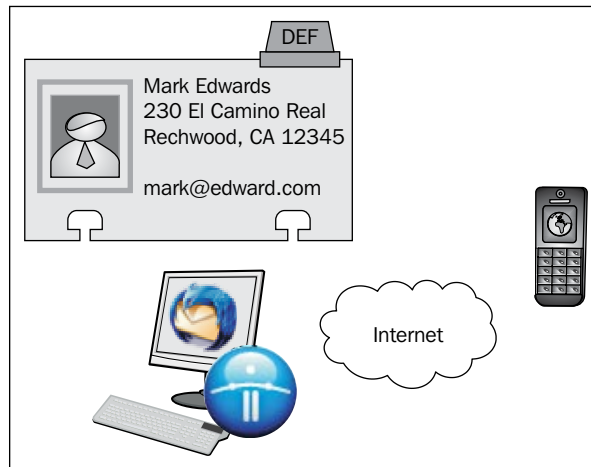 DEF
Mark Edwards
230 El Camino Real
Rechwood, CA 12345
mark@edward.com
Internet